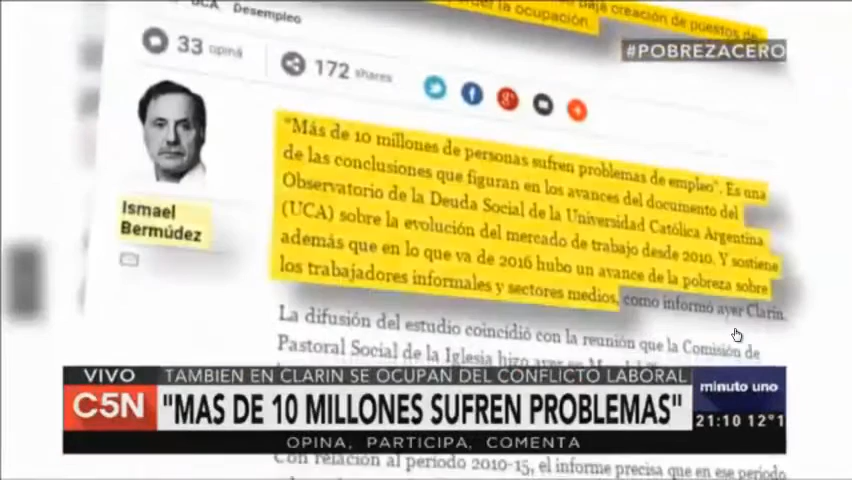 baja creación de puestos de
la ocupación.
UCA Desempleo
#POBREZACERO
33 opiná
172 shares
Ismael
Bermúdez
"Más de 10 millones de personas sufren problemas de empleo". Es una
de las conclusiones que figuran en los avances del documento del
Observatorio de la Deuda Social de la Universidad Católica Argentina
(UCA) sobre la evolución del mercado de trabajo desde 2010. Y sostiene
además que en lo que va de 2016 hubo un avance de la pobreza sobre
los trabajadores informales y sectores medios, como informó ayer Clarín.
La difusión del estudio coincidió con la reunión que la Comisión de
Pastoral Social de la Iglesia hizo ayer en
VIVO
TAMBIEN EN CLARIN SE OCUPAN DEL CONFLICTO LABORAL
minuto uno
C5N
"MAS DE 10 MILLONES SUFREN PROBLEMAS"
21:10 12°1
OPINA, PARTICIPA, COMENTA
Con relación al período 2010-15, el informe precisa que en ese período